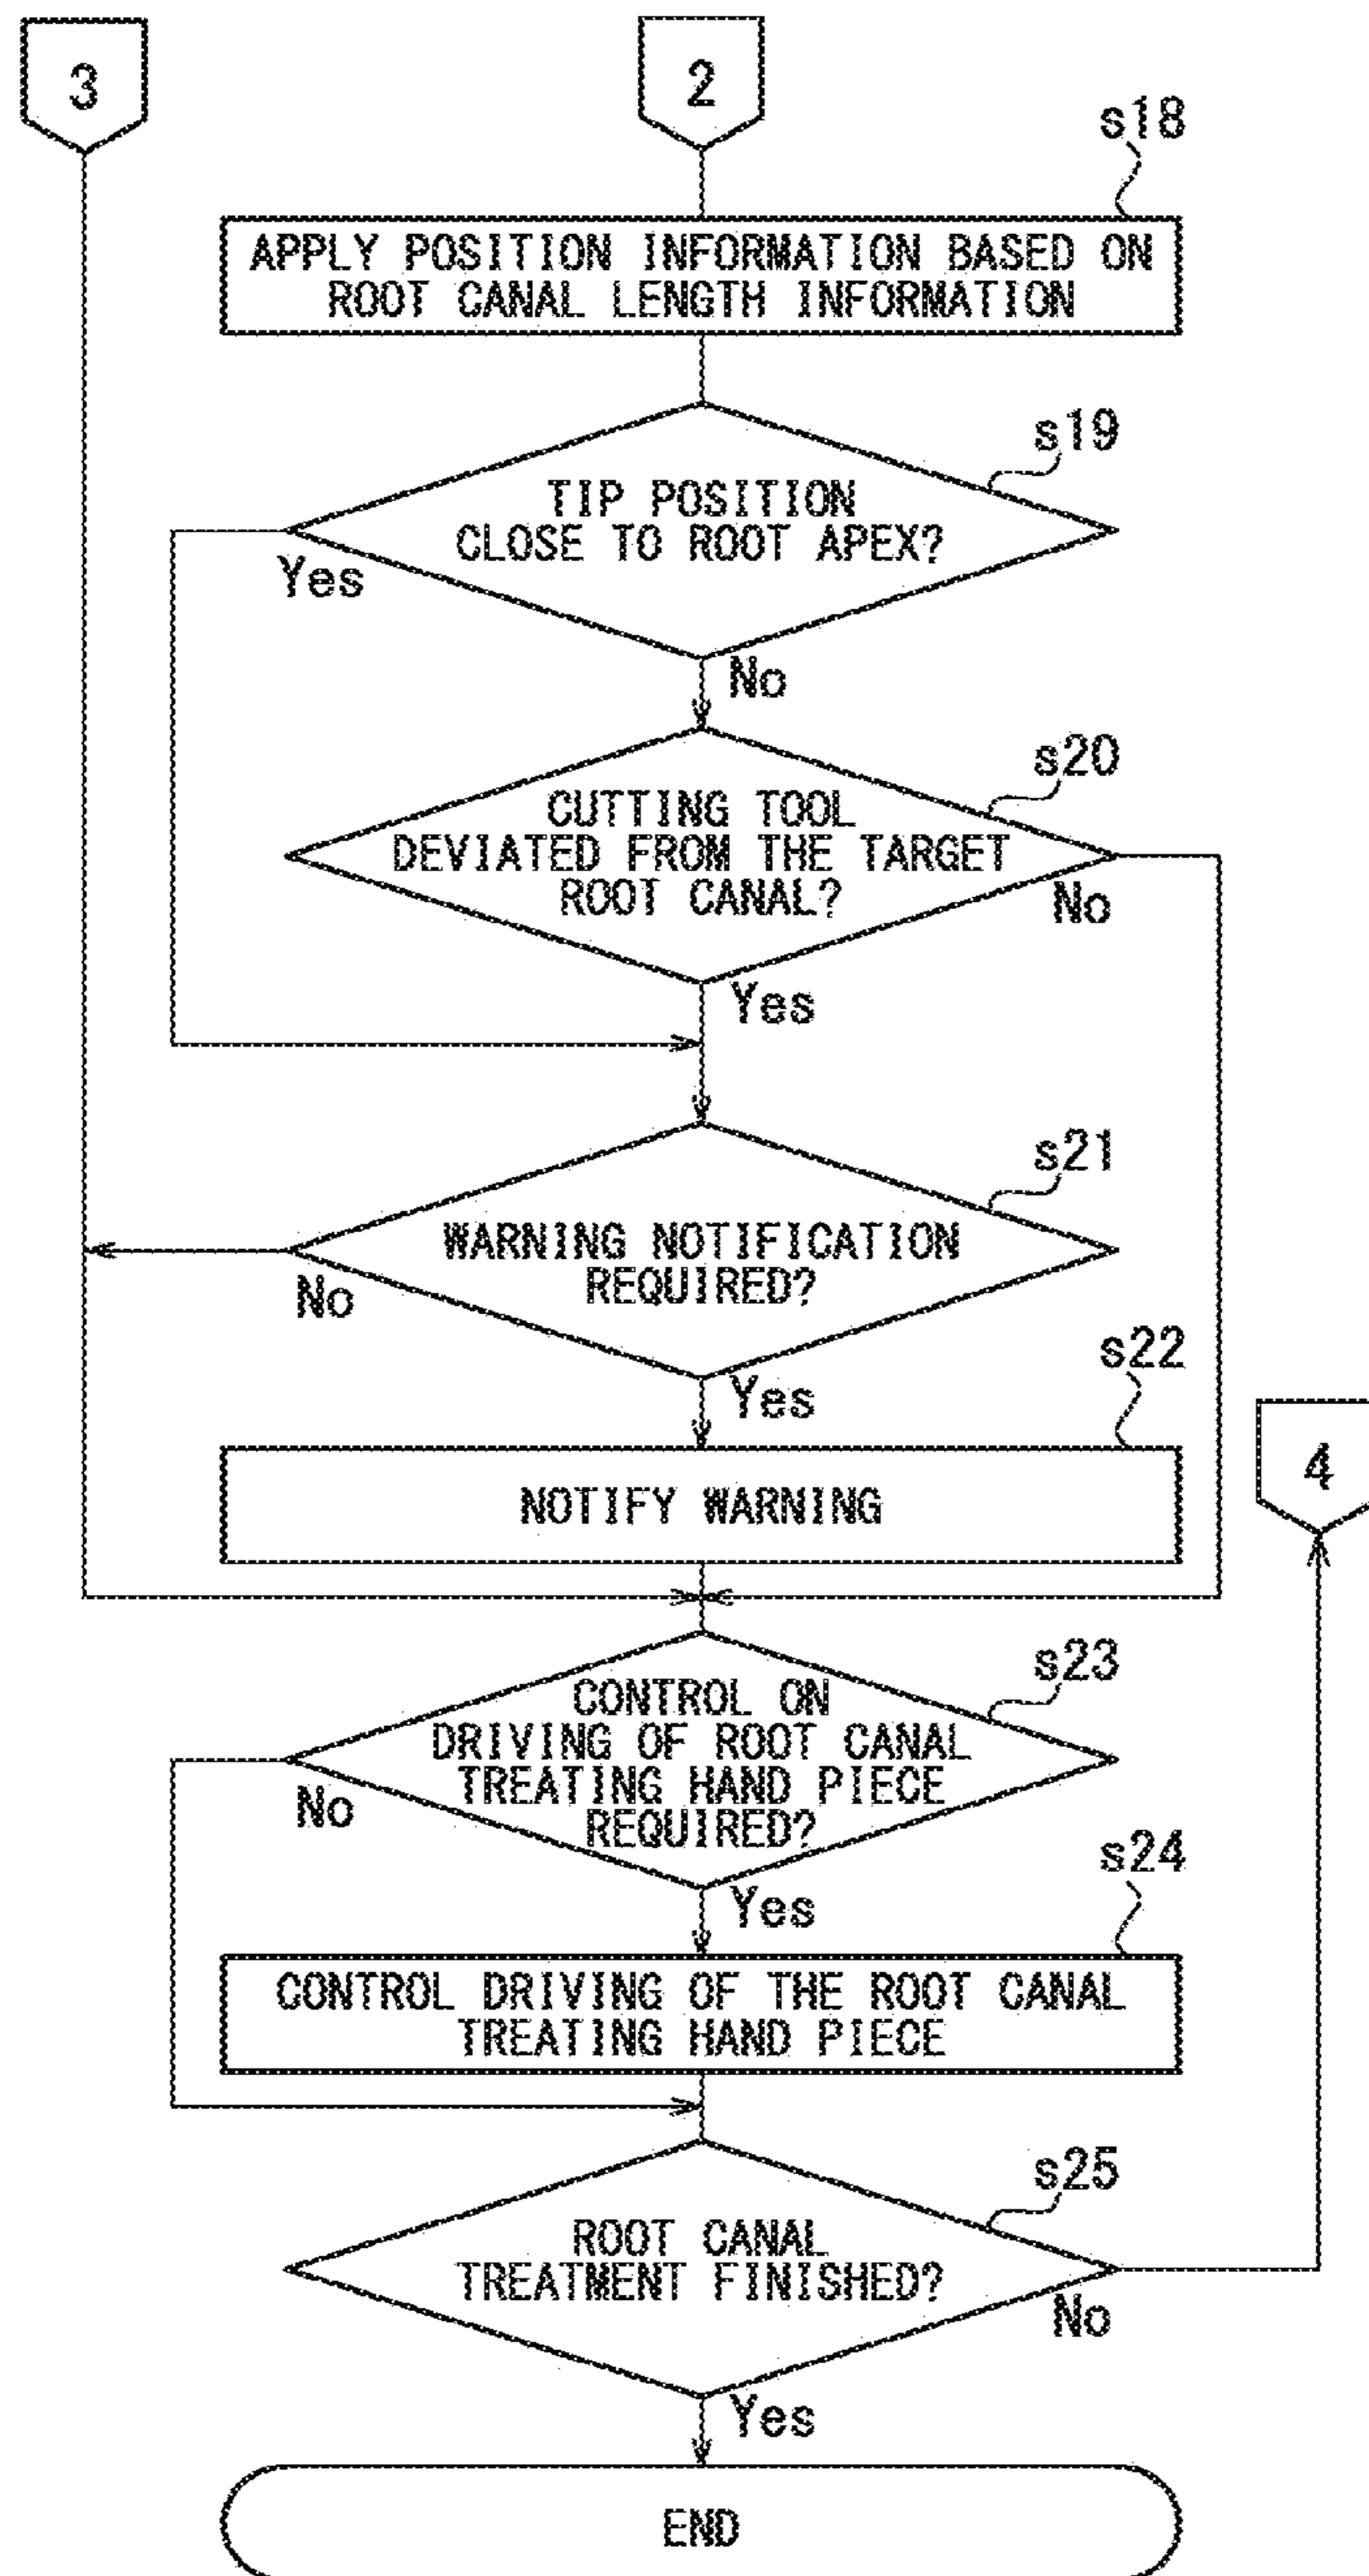 3
2
s18
APPLY POSITION INFORMATION BASED ON
ROOT CANAL LENGTH INFORMATION
s19
TIP POSITION
CLOSE TO ROOT APEX?
Yes
No
s20
CUTTING TOOL
DEVIATED FROM THE TARGET
ROOT CANAL?
No
Yes
s21
WARNING NOTIFICATION
REQUIRED?
No
Yes
s22
NOTIFY WARNING
4
s23
CONTROL ON
DRIVING OF ROOT CANAL
TREATING HAND PIECE
REQUIRED?
No
Yes
s24
CONTROL DRIVING OF THE ROOT CANAL
TREATING HAND PIECE
s25
ROOT CANAL
TREATMENT FINISHED?
No
Yes
END